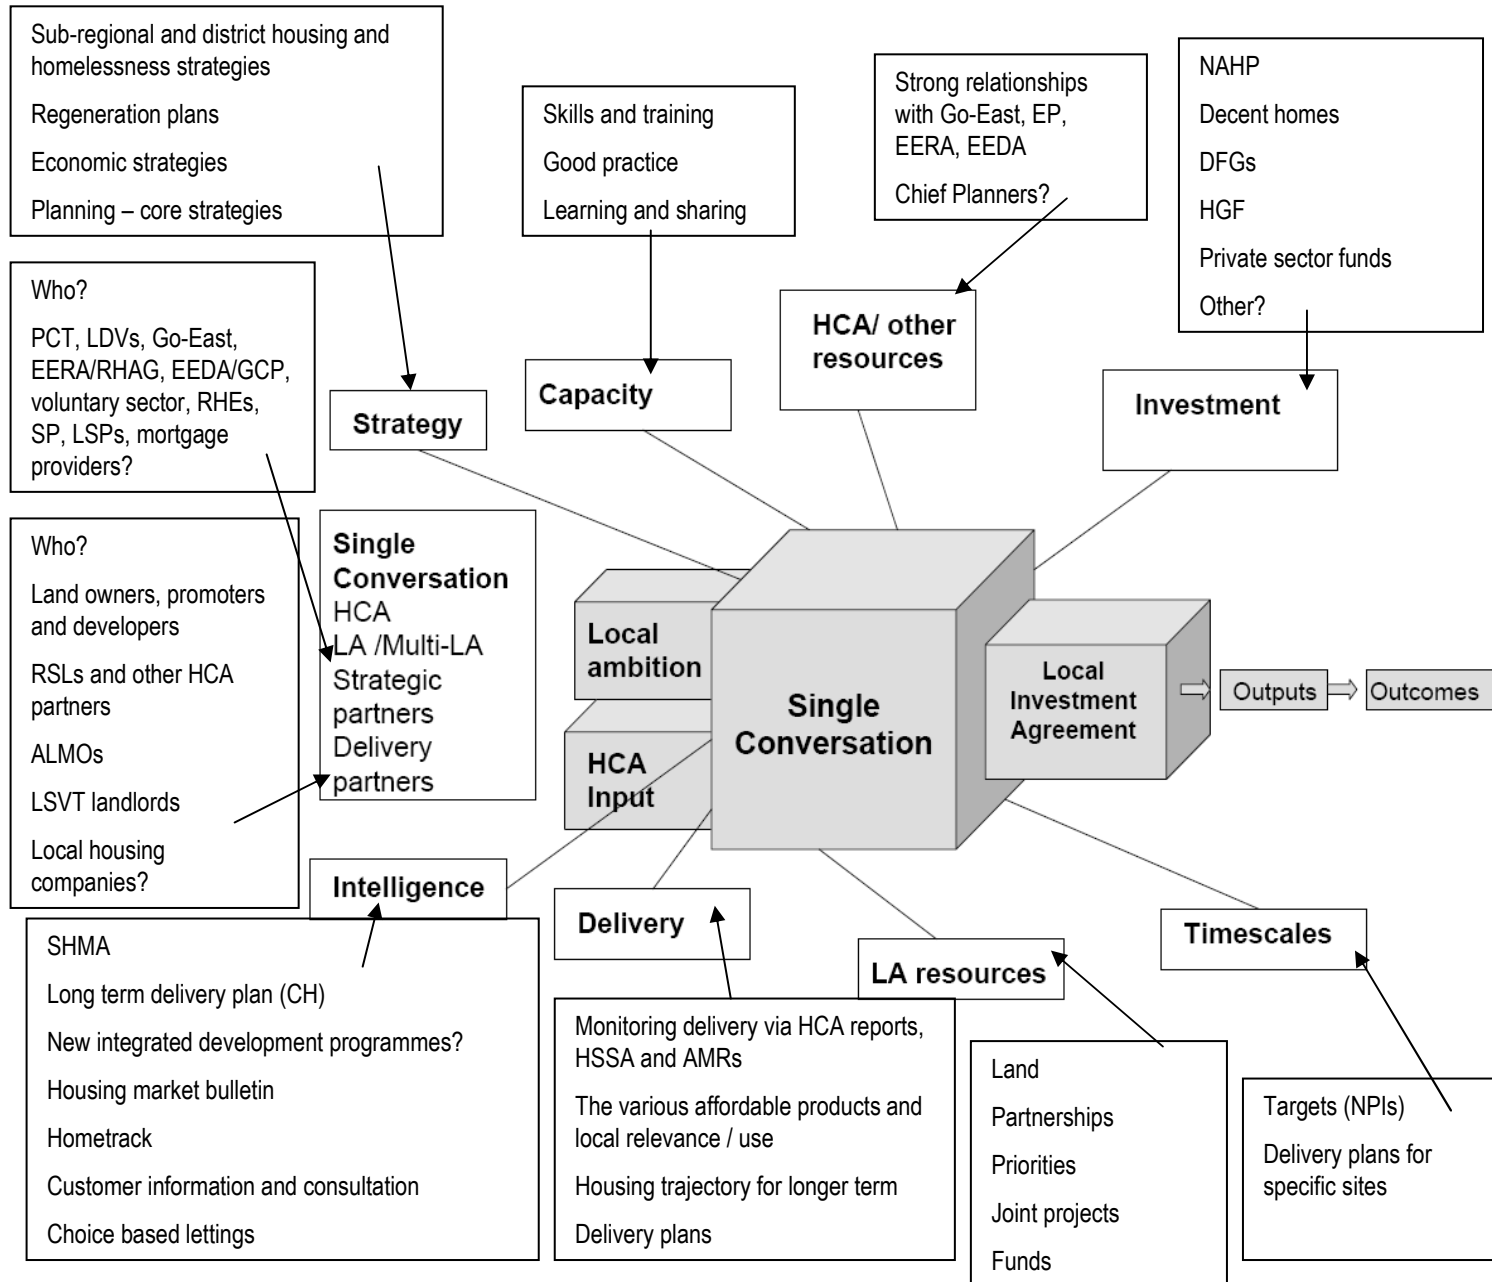 Sub-regional and district housing and
homelessness strategies
Regeneration plans
Economic strategies
Planning – core strategies
Skills and training
Good practice
Learning and sharing
Strong relationships
with Go-East, EP,
EERA, EEDA
Chief Planners?
NAHP
Decent homes
DFGs
HGF
Private sector funds
Other?
Who?
PCT, LDVs, Go-East,
EERA/RHAG, EEDA/GCP,
voluntary sector, RHEs,
SP, LSPs, mortgage
providers?
Strategy
Capacity
HCA/ other
resources
Investment
Who?
Land owners, promoters
and developers
RSLs and other HCA
partners
ALMOs
LSVT landlords
Local housing
companies?
Single
Conversation
HCA
LA /Multi-LA
Strategic
partners
Delivery
partners
Local
ambition
HCA
Input
Single
Conversation
Local
Investment
Agreement
Outputs
Outcomes
Intelligence
Delivery
LA resources
Timescales
SHMA
Long term delivery plan (CH)
New integrated development programmes?
Housing market bulletin
Hometrack
Customer information and consultation
Choice based lettings
Monitoring delivery via HCA reports,
HSSA and AMRs
The various affordable products and
local relevance / use
Housing trajectory for longer term
Delivery plans
Land
Partnerships
Priorities
Joint projects
Funds
Targets (NPIs)
Delivery plans for
specific sites